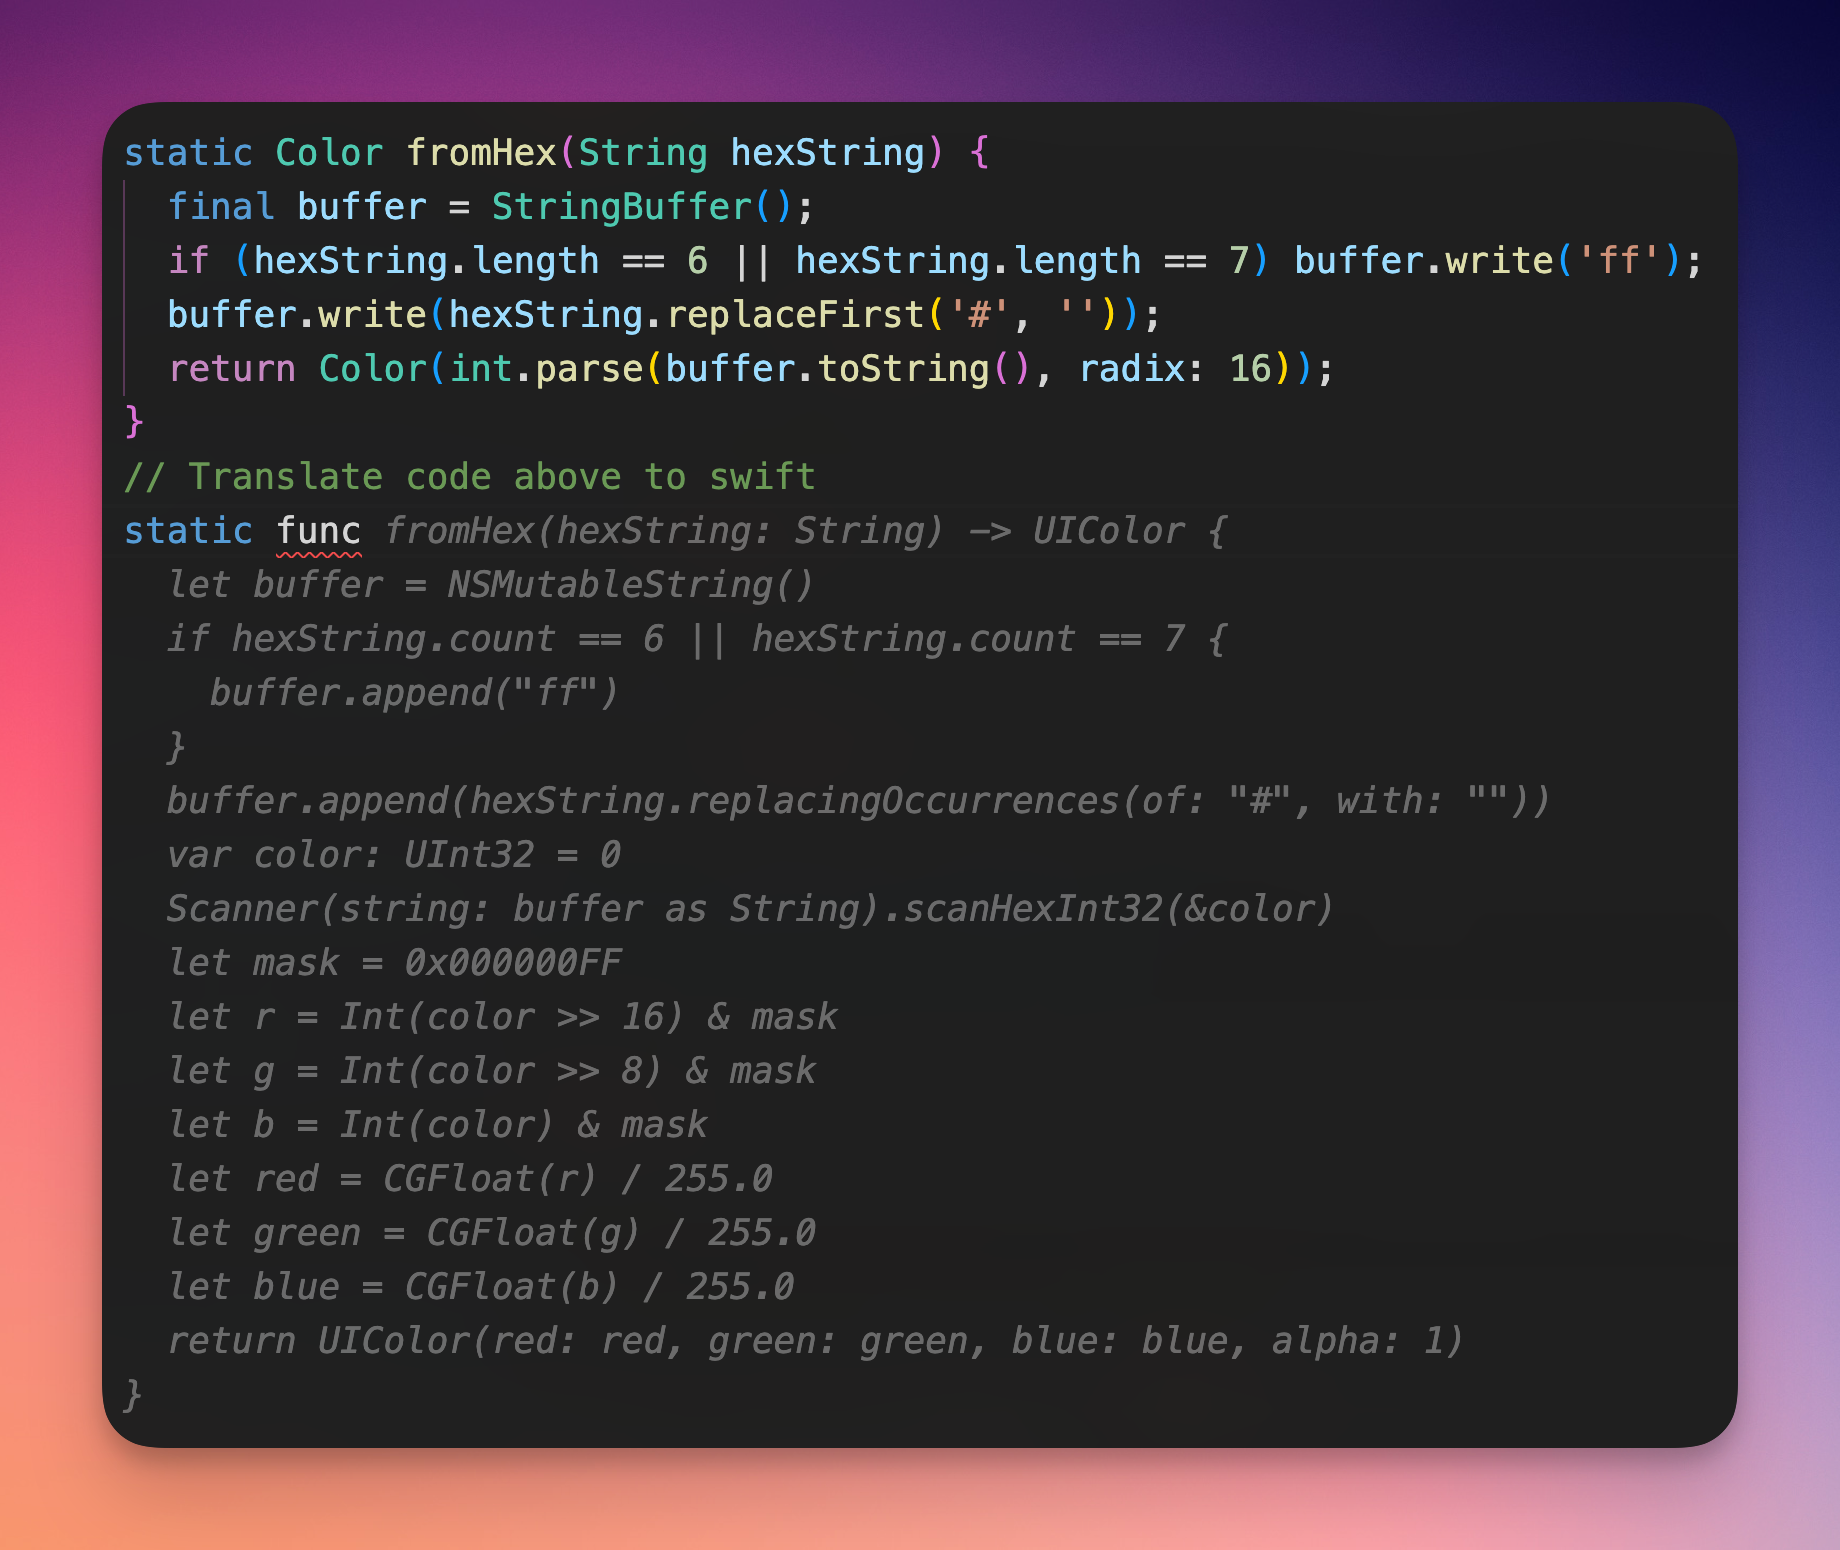 static Color fromHex(String hexString) {
  final buffer = StringBuffer();
  if (hexString.length == 6 || hexString.length == 7) buffer.write('ff');
  buffer.write(hexString.replaceFirst('#', ''));
  return Color(int.parse(buffer.toString(), radix: 16));
}
// Translate code above to swift
static func fromHex(hexString: String) -> UIColor {
  let buffer = NSMutableString()
  if hexString.count == 6 || hexString.count == 7 {
    buffer.append("ff")
  }
  buffer.append(hexString.replacingOccurrences(of: "#", with: ""))
  var color: UInt32 = 0
  Scanner(string: buffer as String).scanHexInt32(&color)
  let mask = 0x000000FF
  let r = Int(color >> 16) & mask
  let g = Int(color >> 8) & mask
  let b = Int(color) & mask
  let red = CGFloat(r) / 255.0
  let green = CGFloat(g) / 255.0
  let blue = CGFloat(b) / 255.0
  return UIColor(red: red, green: green, blue: blue, alpha: 1)
}